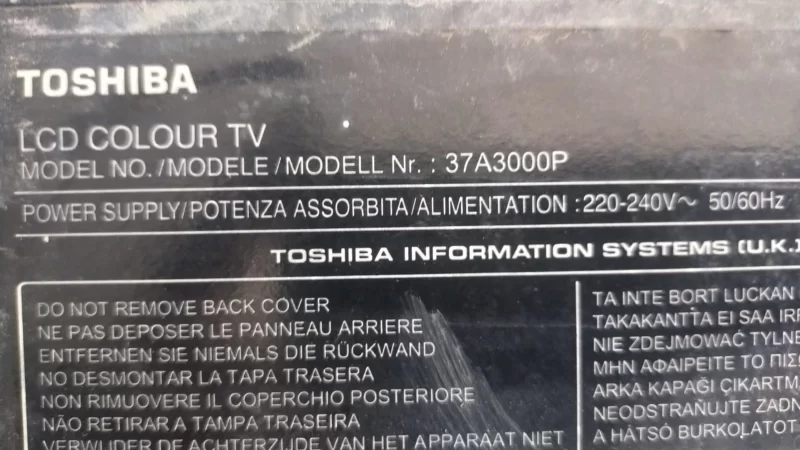 TOSHIBA
LCD COLOUR TV
MODEL NO./MODELE/MODELL Nr. : 37A3000P
POWER SUPPLY/POTENZA ASSORBITA/ALIMENTATION :220-240V~ 50/60Hz
TOSHIBA INFORMATION SYSTEMS (U.K.)
DO NOT REMOVE BACK COVER
NE PAS DEPOSER LE PANNEAU ARRIERE
ENTFERNEN SIE NIEMALS DIE RÜCKWAND
NO DESMONTAR LA TAPA TRASERA
NON RIMUOVERE IL COPERCHIO POSTERIORE
NÃO RETIRAR A TAMPA TRASEIRA
VERWIJDER DE ACHTERZIJDE VAN HET APPARAAT NIET
TA INTE BORT LUCKAN
TAKAKANTTA EI SAA IRR
NIE ZDEJMOWAĆ TYLNE
ΜΗΝ ΑΦΑΙΡΕΙΤΕ ΤΟ ΠΙΣ
ARKA KAPAGI ÇIKARTM
NEODSTRAŇUJTE ZADN
A HÁTSÓ BURKOLATOT